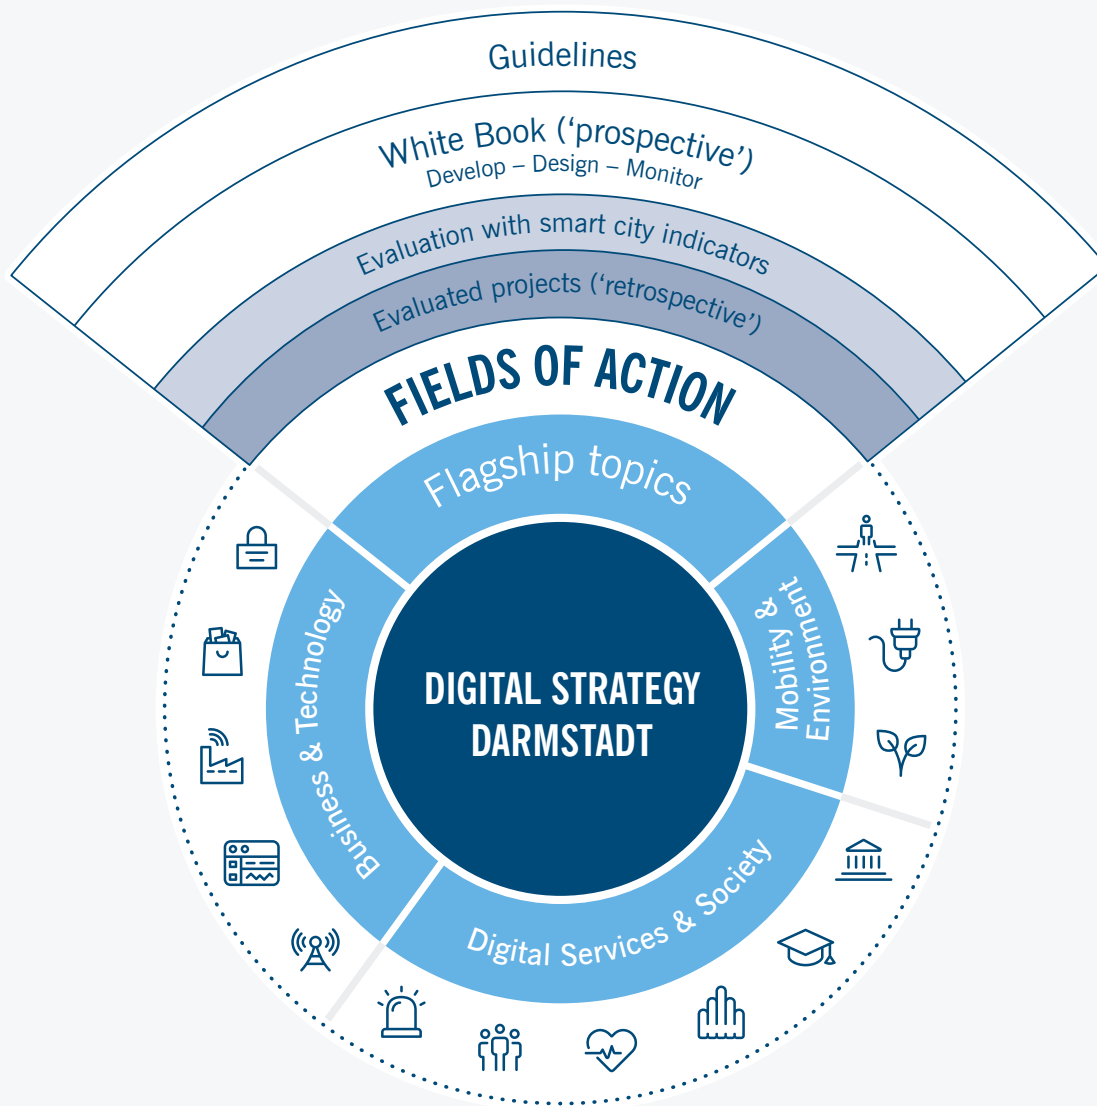 Guidelines
White Book (‘prospective’)
Develop – Design – Monitor
Evaluation with smart city indicators
Evaluated projects (‘retrospective’)
FIELDS OF ACTION
Flagship topics
Mobility &
Environment
Business & Technology
DIGITAL STRATEGY
DARMSTADT
Digital Services & Society